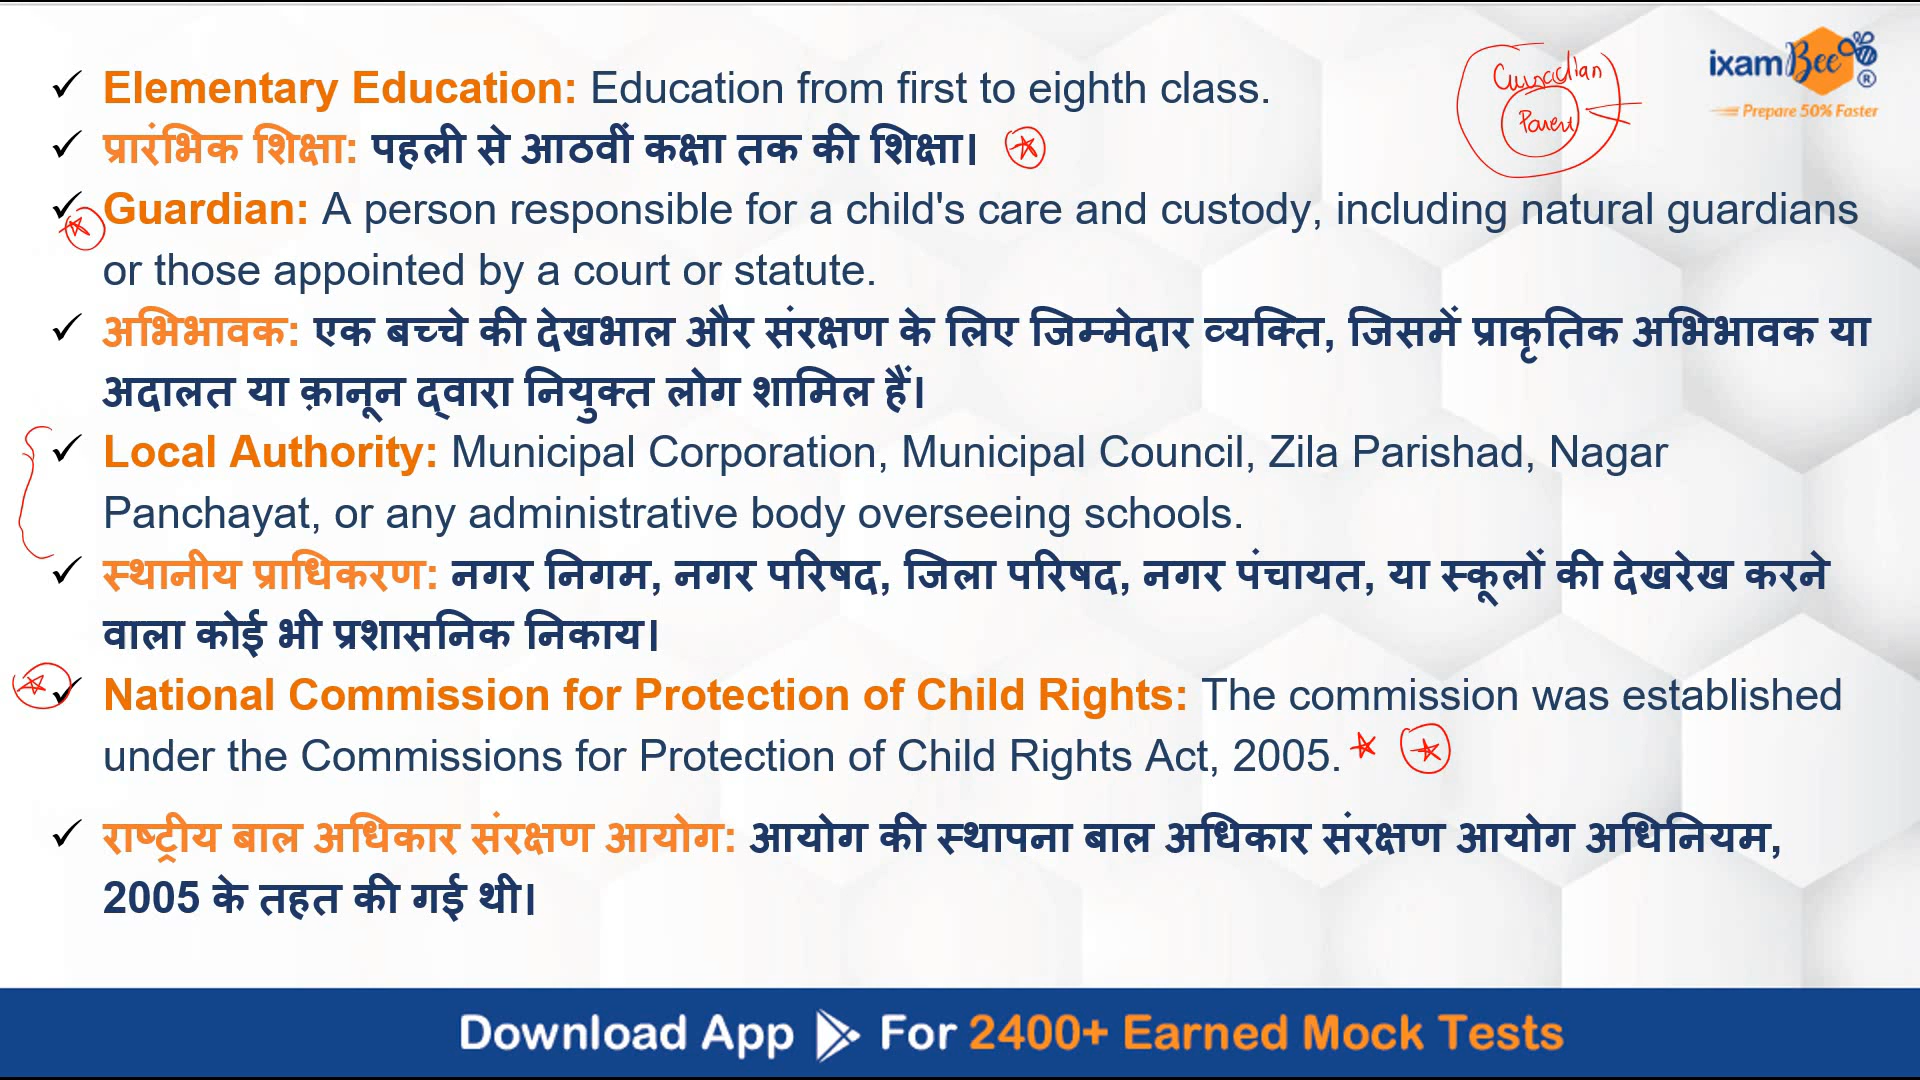 Elementary Education: Education from first to eighth class.
प्रारंभिक शिक्षा: पहली से आठवीं कक्षा तक की शिक्षा।
Guardian: A person responsible for a child's care and custody, including natural guardians
or those appointed by a court or statute.
अभिभावक: एक बच्चे की देखभाल और संरक्षण के लिए जिम्मेदार व्यक्ति, जिसमें प्राकृतिक अभिभावक या
अदालत या क़ानून द्वारा नियुक्त लोग शामिल हैं।
Local Authority: Municipal Corporation, Municipal Council, Zila Parishad, Nagar
Panchayat, or any administrative body overseeing schools.
स्थानीय प्राधिकरण: नगर निगम, नगर परिषद, जिला परिषद, नगर पंचायत, या स्कूलों की देखरेख करने
वाला कोई भी प्रशासनिक निकाय।
National Commission for Protection of Child Rights: The commission was established
under the Commissions for Protection of Child Rights Act, 2005.
राष्ट्रीय बाल अधिकार संरक्षण आयोग: आयोग की स्थापना बाल अधिकार संरक्षण आयोग अधिनियम,
2005 के तहत की गई थी।
Guardian
Parent
ixamBee ®
Prepare 50% Faster
Download App For 2400+ Earned Mock Tests